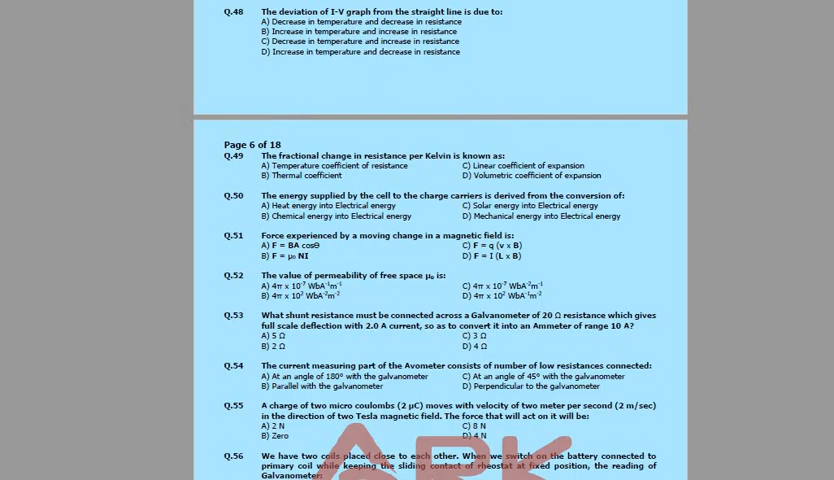 Q.48 The deviation of I-V graph from the straight line is due to:
A) Decrease in temperature and decrease in resistance
B) Increase in temperature and increase in resistance
C) Decrease in temperature and increase in resistance
D) Increase in temperature and decrease in resistance
Page 6 of 18
Q.49 The fractional change in resistance per Kelvin is known as:
A) Temperature coefficient of resistance C) Linear coefficient of expansion
B) Thermal coefficient D) Volumetric coefficient of expansion
Q.50 The energy supplied by the cell to the charge carriers is derived from the conversion of:
A) Heat energy into Electrical energy C) Solar energy into Electrical energy
B) Chemical energy into Electrical energy D) Mechanical energy into Electrical energy
Q.51 Force experienced by a moving change in a magnetic field is:
A) F = BA cosΘ C) F = q (v x B)
B) F = µ₀ NI D) F = I (L x B)
Q.52 The value of permeability of free space µ₀ is:
A) 4π x 10⁻⁷ WbA⁻¹m⁻¹ C) 4π x 10⁻⁷ WbA⁻²m⁻¹
B) 4π x 10² WbA⁻²m⁻² D) 4π x 10² WbA⁻¹m⁻²
Q.53 What shunt resistance must be connected across a Galvanometer of 20 Ω resistance which gives
full scale deflection with 2.0 A current, so as to convert it into an Ammeter of range 10 A?
A) 5 Ω C) 3 Ω
B) 2 Ω D) 4 Ω
Q.54 The current measuring part of the Avometer consists of number of low resistances connected:
A) At an angle of 180° with the galvanometer C) At an angle of 45° with the galvanometer
B) Parallel with the galvanometer D) Perpendicular to the galvanometer
Q.55 A charge of two micro coulombs (2 µC) moves with velocity of two meter per second (2 m/sec)
in the direction of two Tesla magnetic field. The force that will act on it will be:
A) 2 N C) 8 N
B) Zero D) 4 N
Q.56 We have two coils placed close to each other. When we switch on the battery connected to
primary coil while keeping the sliding contact of rheostat at fixed position, the reading of
Galvanometer: